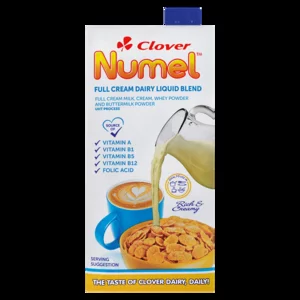 Clover
Numel™
FULL CREAM DAIRY LIQUID BLEND
FULL CREAM MILK, CREAM, WHEY POWDER
AND BUTTERMILK POWDER
UHT PROCESS
SOURCE OF
VITAMIN A
VITAMIN B1
VITAMIN B5
VITAMIN B12
FOLIC ACID
Rich &
Creamy
SERVING
SUGGESTION
THE TASTE OF CLOVER DAIRY, DAILY!